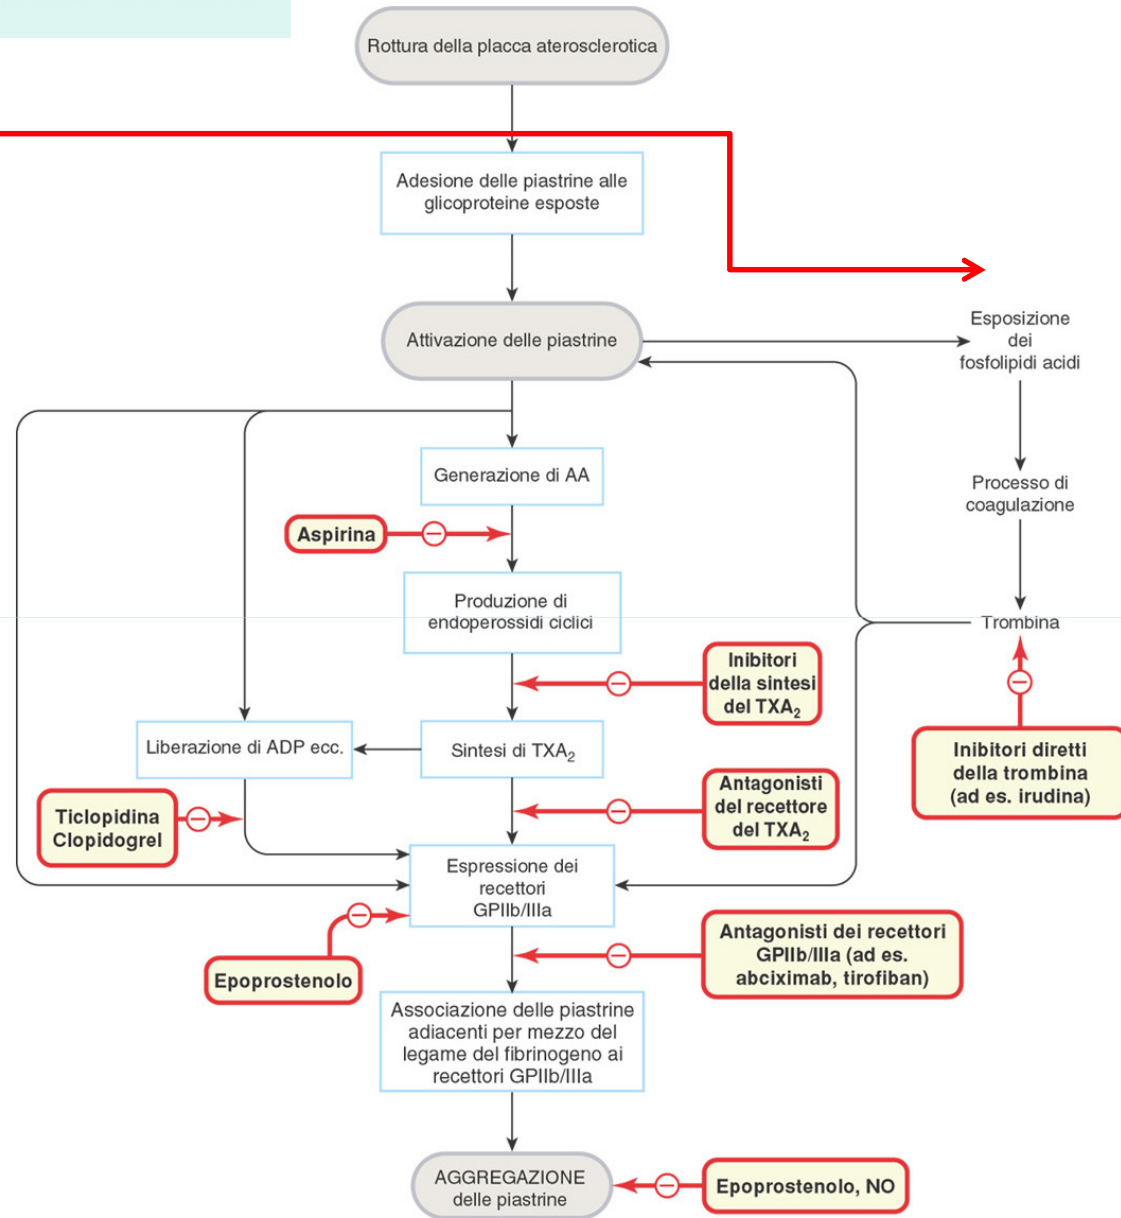 Rottura della placca aterosclerotica
Adesione delle piastrine alle
glicoproteine esposte
Attivazione delle piastrine
Esposizione
dei
fosfolipidi acidi
Generazione di AA
Processo di
coagulazione
Aspirina
Produzione di
endoperossidi ciclici
Trombina
Inibitori
della sintesi
del TXA₂
Liberazione di ADP ecc.
Sintesi di TXA₂
Inibitori diretti
della trombina
(ad es. irudina)
Antagonisti
del recettore
del TXA₂
Ticlopidina
Clopidogrel
Espressione dei
recettori
GPIIb/IIIa
Antagonisti dei recettori
GPIIb/IIIa (ad es.
abciximab, tirofiban)
Epoprostenolo
Associazione delle piastrine
adiacenti per mezzo del
legame del fibrinogeno ai
recettori GPIIb/IIIa
AGGREGAZIONE
delle piastrine
Epoprostenolo, NO